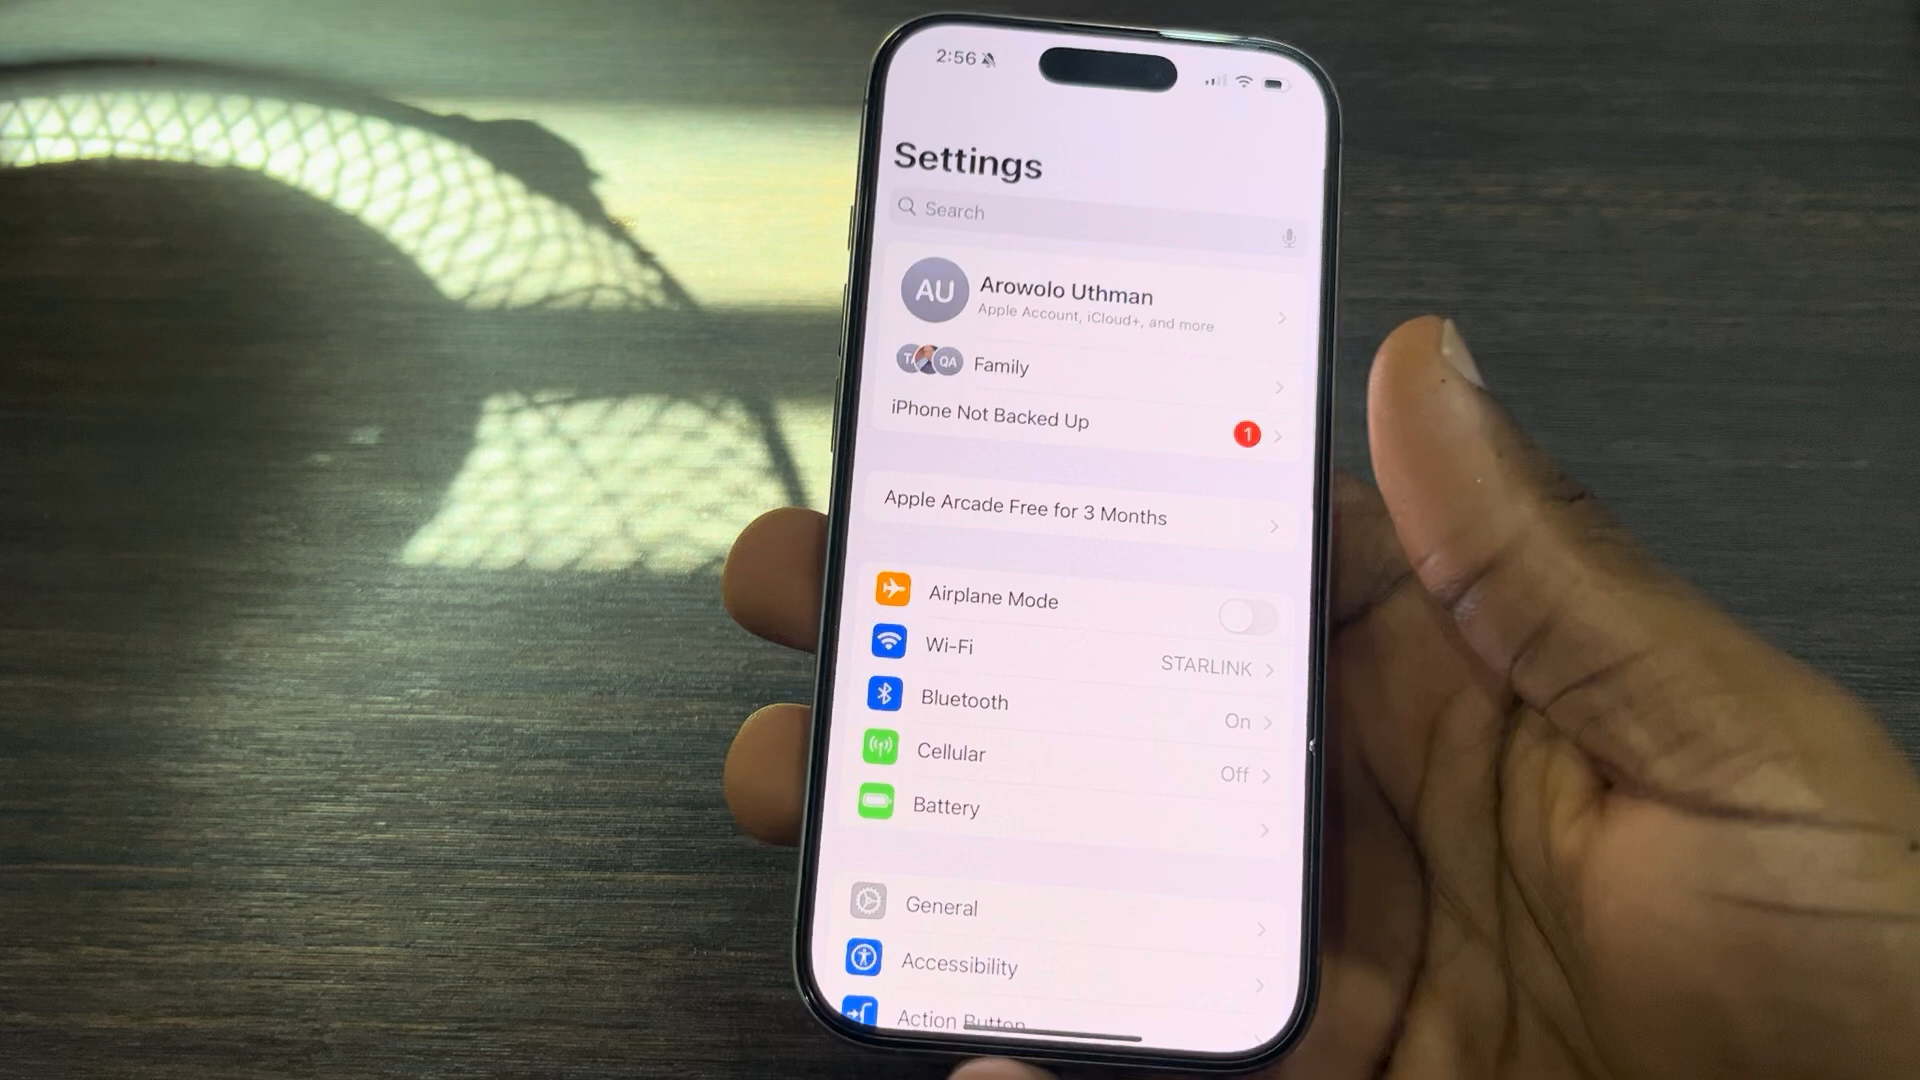 2:56
Settings
Search
AU
Arowolo Uthman
Apple Account, iCloud+, and more
QA
Family
iPhone Not Backed Up
1
Apple Arcade Free for 3 Months
Airplane Mode
Wi-Fi
STARLINK
Bluetooth
On
Cellular
Off
Battery
General
Accessibility
Action Button